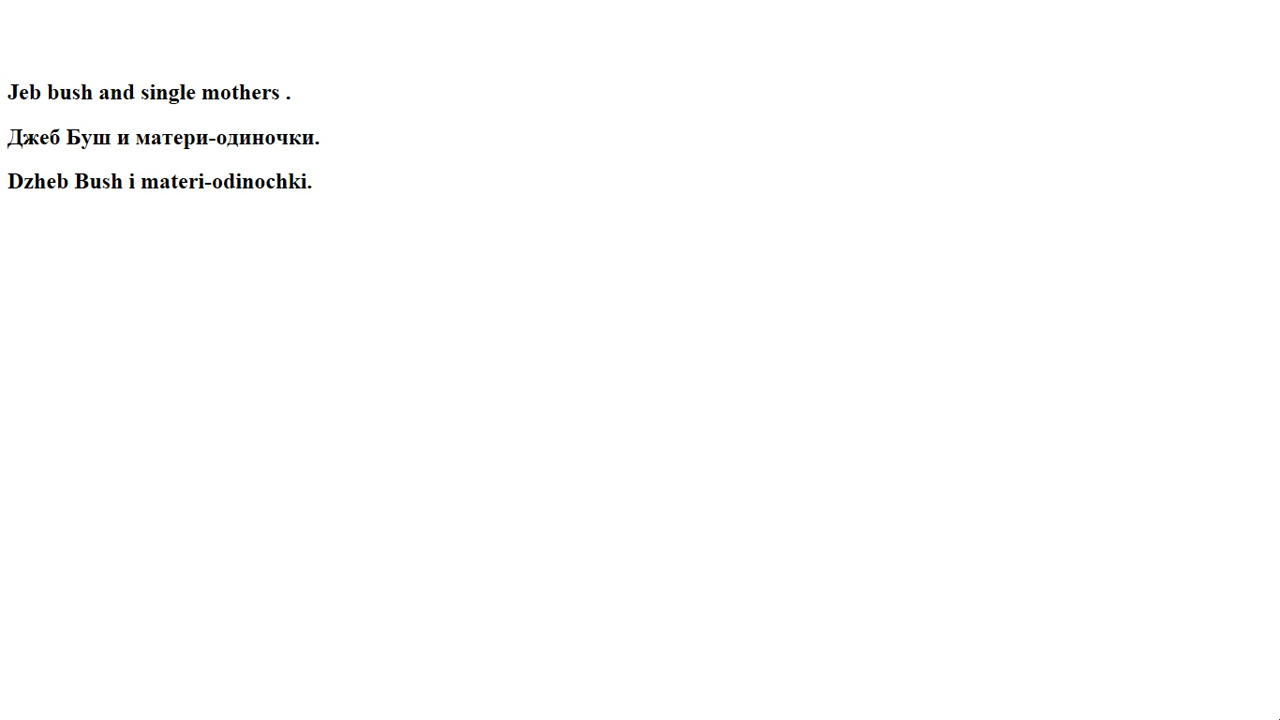 Jeb bush and single mothers .
Джеб Буш и матери-одиночки.
Dzheb Bush i materi-odinochki.